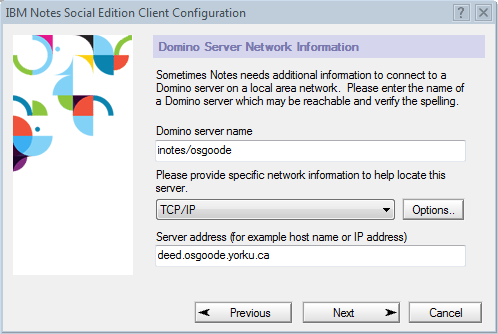 IBM Notes Social Edition Client Configuration
Domino Server Network Information
Sometimes Notes needs additional information to connect to a
Domino server on a local area network. Please enter the name
of a Domino server which may be reachable and verify the spelling.
Domino server name
inotes/osgoode
Please provide specific network information to help locate this
server.
TCP/IP
Options..
Server address (for example host name or IP address)
deed.osgoode.yorku.ca
Previous
Next
Cancel